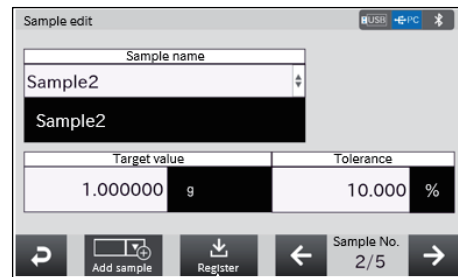 Sample edit
USB PC
Sample name
Sample2
Sample2
Target value Tolerance
1.000000 g 10.000 %
Add sample Register Sample No. 2/5